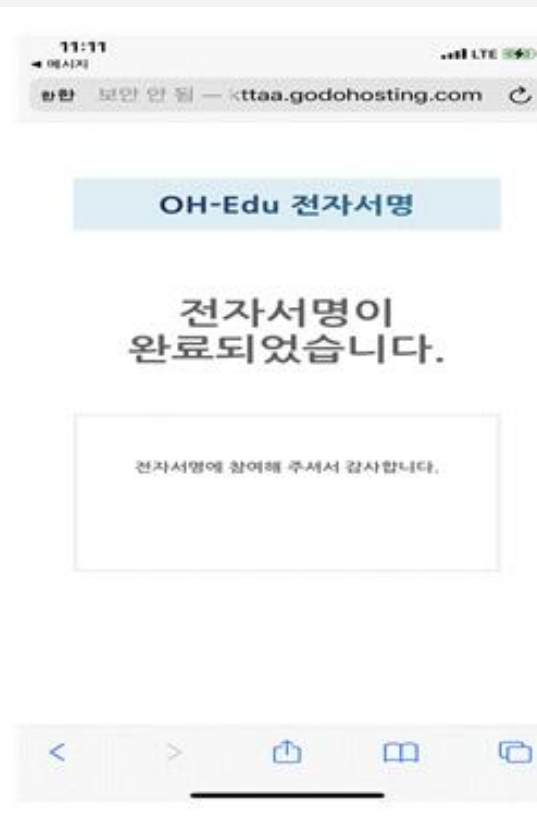 11:11
LTE
◀ 메시지
보안 안 됨 — kttaa.godohosting.com
OH-Edu 전자서명
전자서명이
완료되었습니다.
전자서명에 참여해 주셔서 감사합니다.